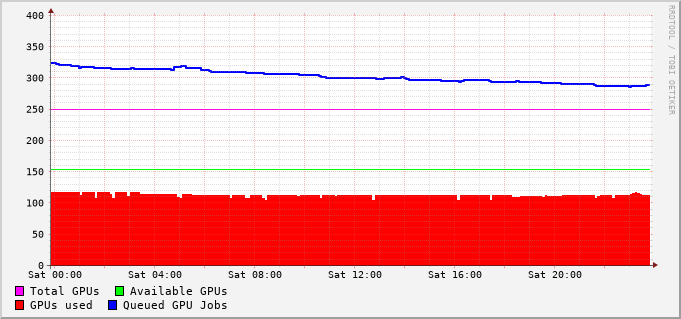 400
350
300
250
200
150
100
50
0
Sat 00:00 Sat 04:00 Sat 08:00 Sat 12:00 Sat 16:00 Sat 20:00
Total GPUs Available GPUs
GPUs used Queued GPU Jobs
RRDTOOL / TOBI OETIKER